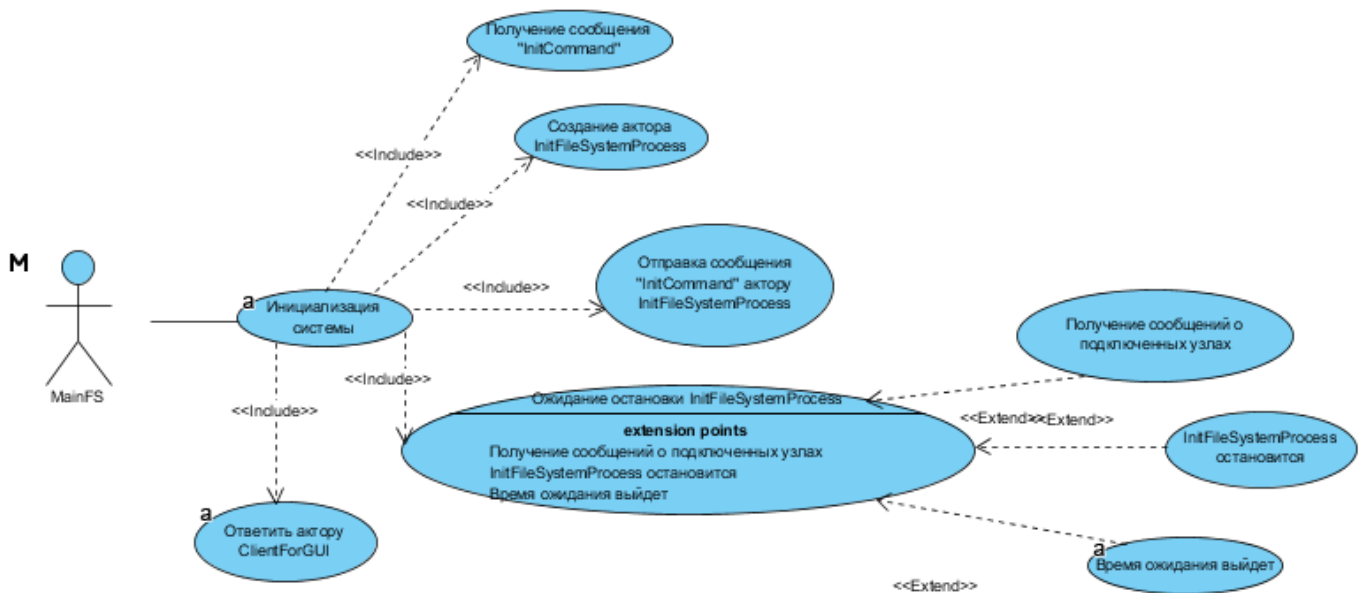 Получение сообщения
"InitCommand"
Создание актора
InitFileSystemProcess
<<Include>>
<<Include>>
M
Отправка сообщения
"InitCommand" актору
InitFileSystemProcess
<<Include>>
a
Инициализация
системы
Получение сообщений о
подключенных узлах
<<Include>>
MainFS
<<Include>>
Ожидание остановки InitFileSystemProcess
<<Extend>>
<<Extend>>
extension points
Получение сообщений о подключенных узлах
InitFileSystemProcess остановится
Время ожидания выйдет
InitFileSystemProcess
остановится
a
Ответить актору
ClientForGUI
a
Время ожидания выйдет
<<Extend>>